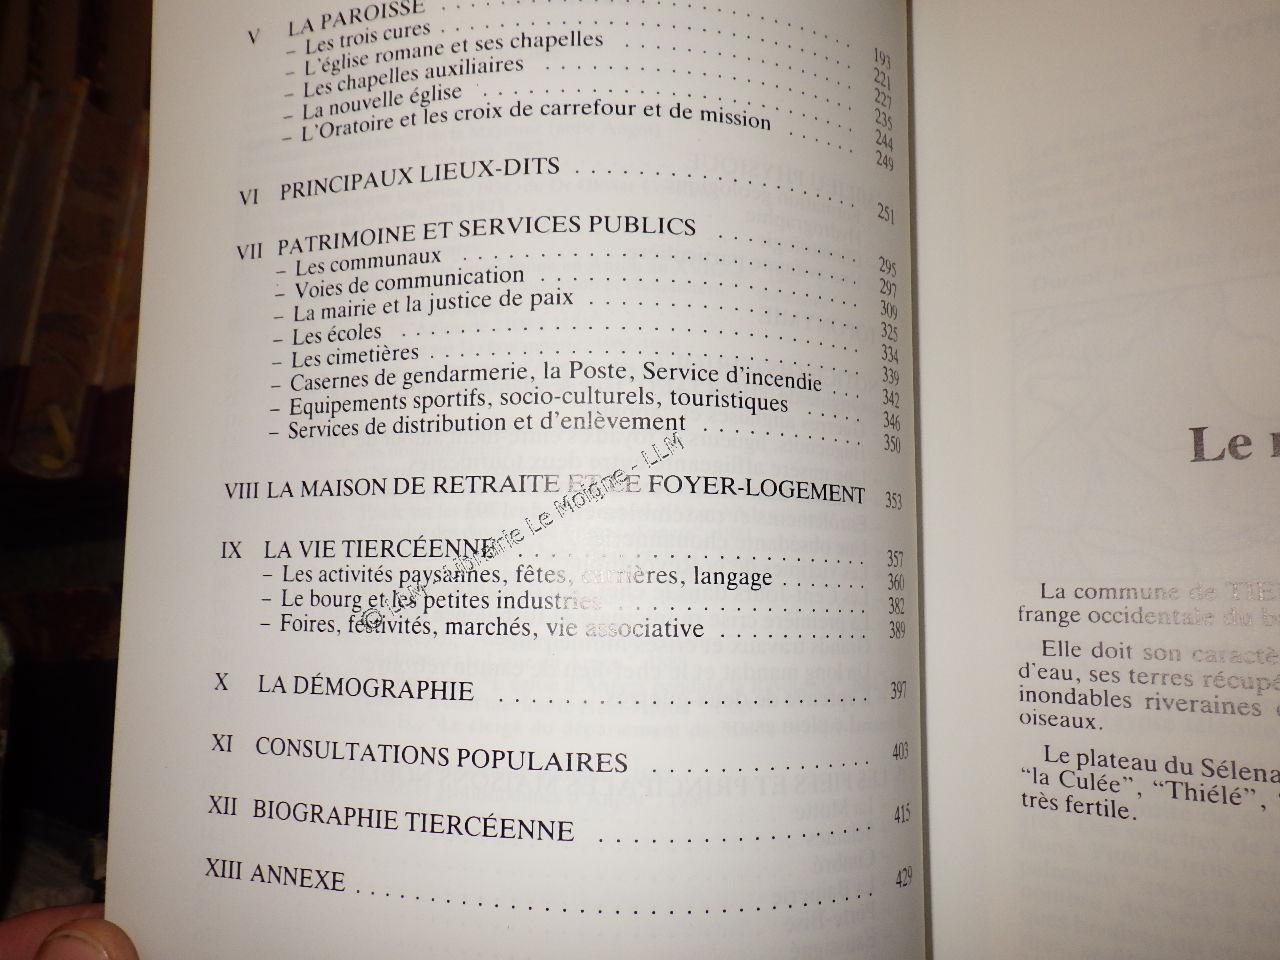 V LA PAROISSE
– Les trois cures 193
– L'église romane et ses chapelles 221
– Les chapelles auxiliaires 227
– La nouvelle église 235
– L'Oratoire et les croix de carrefour et de mission 244
249
VI PRINCIPAUX LIEUX-DITS 251
VII PATRIMOINE ET SERVICES PUBLICS 295
– Les communaux 297
– Voies de communication 309
– La mairie et la justice de paix 325
– Les écoles 334
– Les cimetières 339
– Casernes de gendarmerie, la Poste, Service d'incendie 342
– Equipements sportifs, socio-culturels, touristiques 346
– Services de distribution et d'enlèvement 350
VIII LA MAISON DE RETRAITE ET LE FOYER-LOGEMENT 353
IX LA VIE TIERCÉENNE 357
– Les activités paysannes, fêtes, carrières, langage 360
– Le bourg et les petites industries 382
– Foires, festivités, marchés, vie associative 389
X LA DÉMOGRAPHIE 397
XI CONSULTATIONS POPULAIRES 403
XII BIOGRAPHIE TIERCÉENNE 415
XIII ANNEXE 429
© LLM - Librairie Le Moigne - LLM
Le
La commune de TIE
frange occidentale du
Elle doit son caractè
d'eau, ses terres récupé
inondables riveraines
oiseaux.
Le plateau du Séléna
“la Culée”, “Thiélé”,
très fertile.